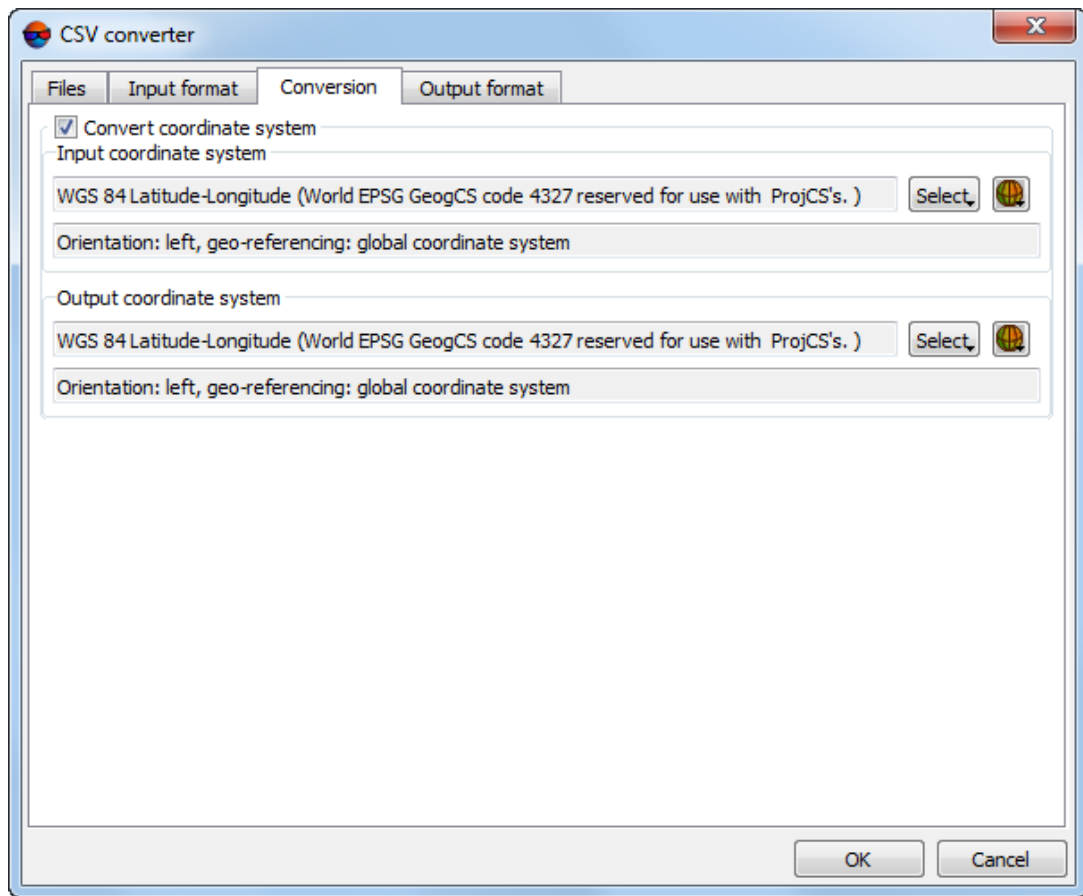 CSV converter
Files
Input format
Conversion
Output format
Convert coordinate system
Input coordinate system
WGS 84 Latitude-Longitude (World EPSG GeogCS code 4327 reserved for use with  ProjCS's. )
Select
Orientation: left, geo-referencing: global coordinate system
Output coordinate system
WGS 84 Latitude-Longitude (World EPSG GeogCS code 4327 reserved for use with  ProjCS's. )
Select
Orientation: left, geo-referencing: global coordinate system
OK
Cancel